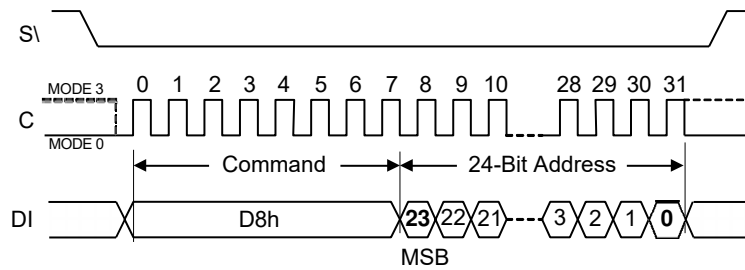 S\
MODE 3
0 1 2 3 4 5 6 7 8 9 10 28 29 30 31
C
MODE 0
Command 24-Bit Address
DI D8h 23 22 21 3 2 1 0
MSB